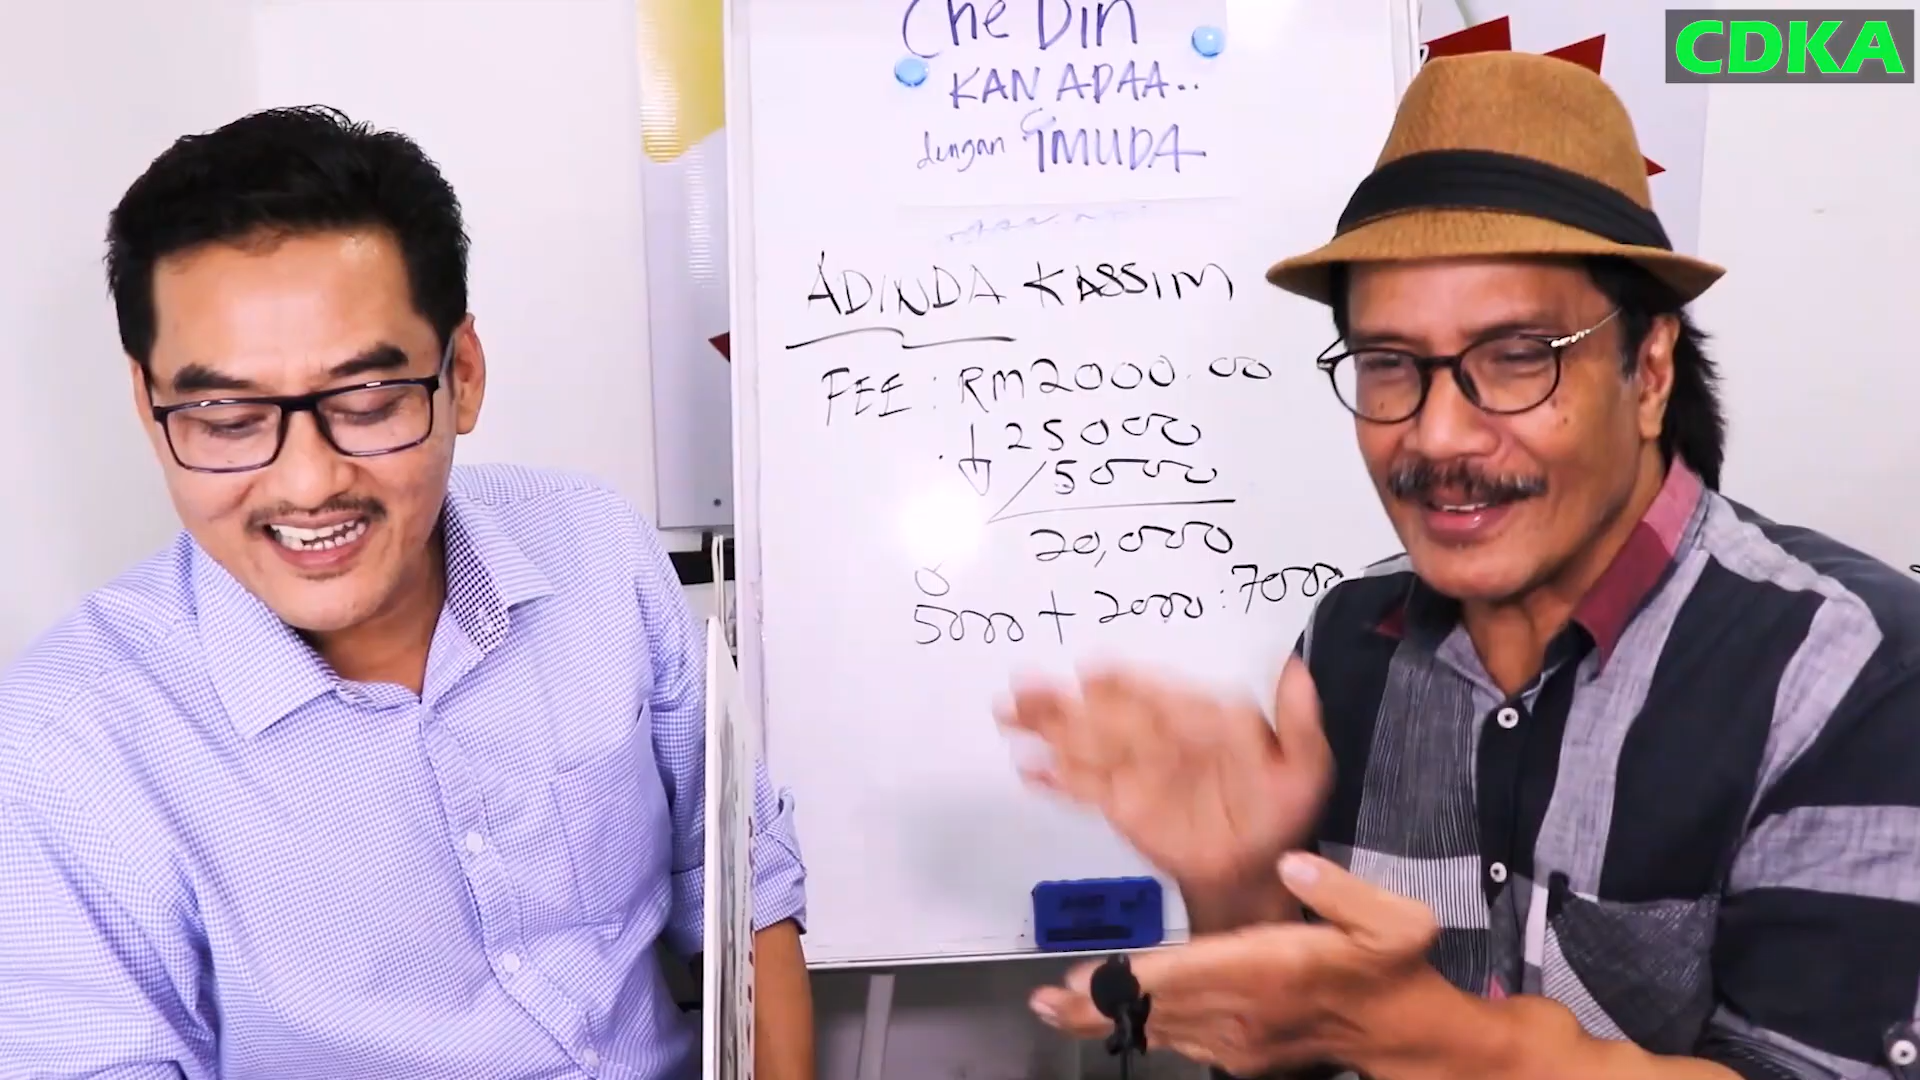 CDKA
Che Din
KAN ADAA..
dengan IMUDA
ADINDA KASSIM
FEE : RM2000.00
25000
5000
20,000
5000 + 2000 : 7000